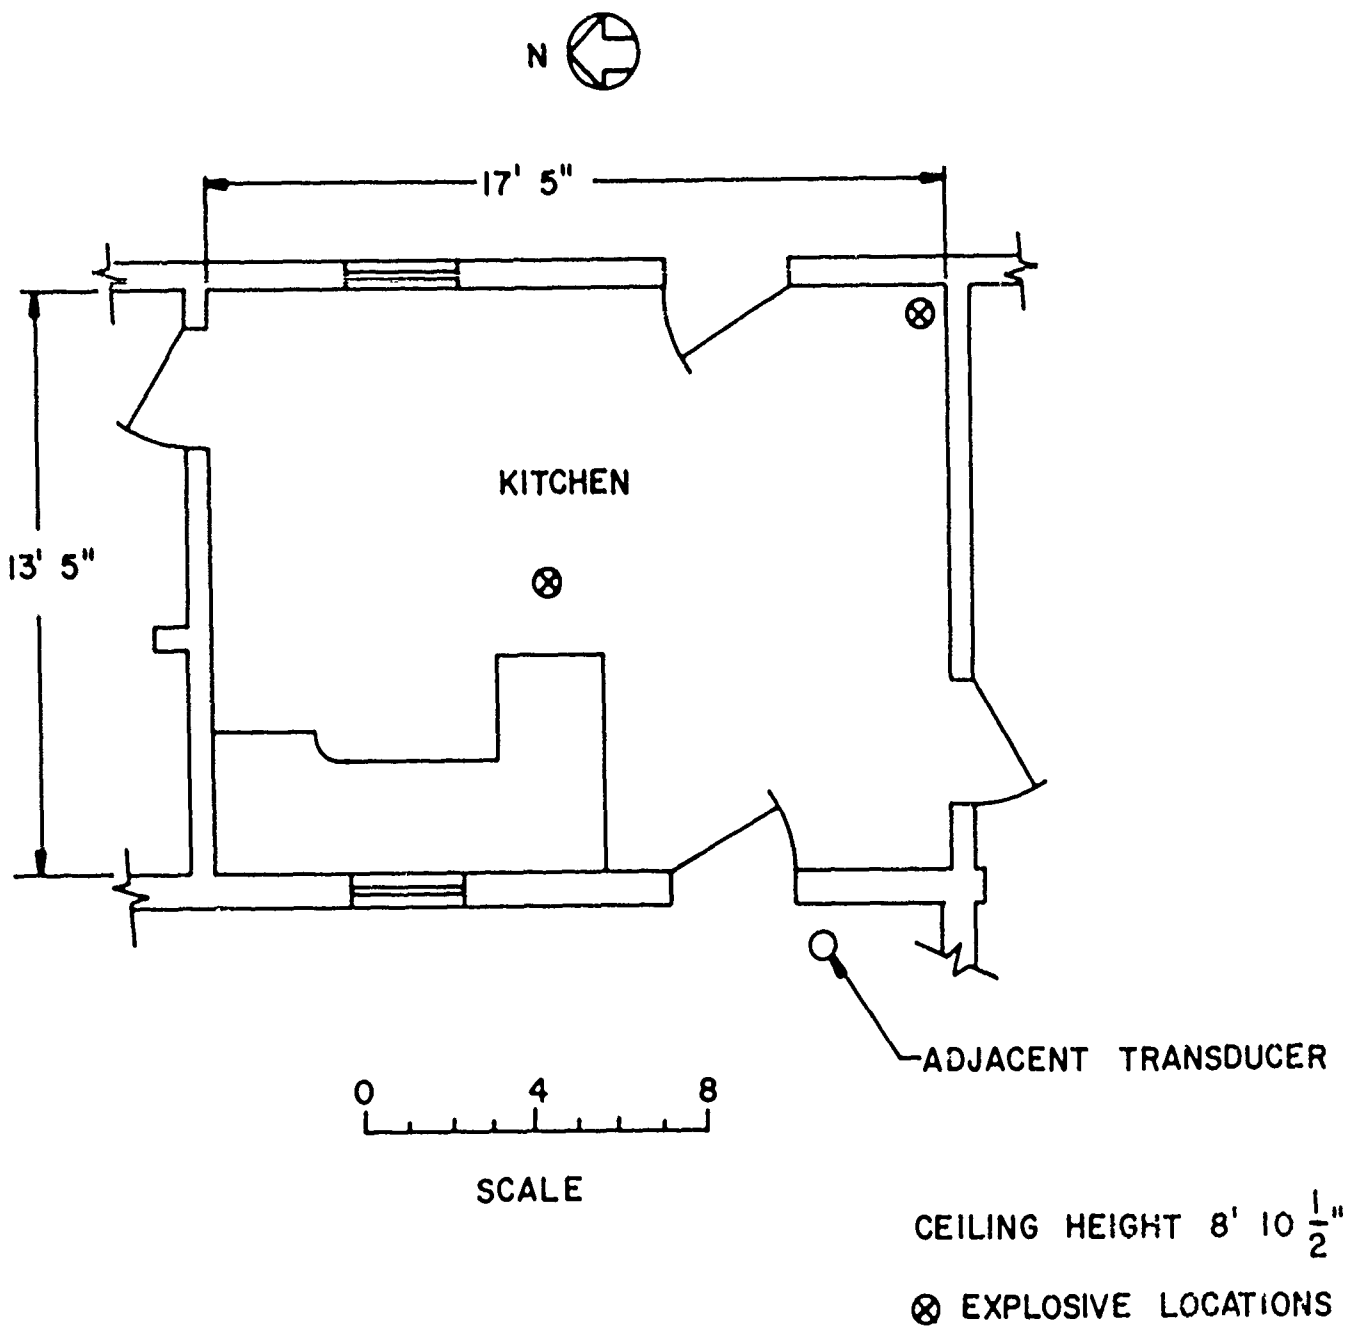 N
17' 5"
KITCHEN
13' 5"
ADJACENT TRANSDUCER
0 4 8
SCALE
CEILING HEIGHT 8' 10 1/2"
⊗ EXPLOSIVE LOCATIONS